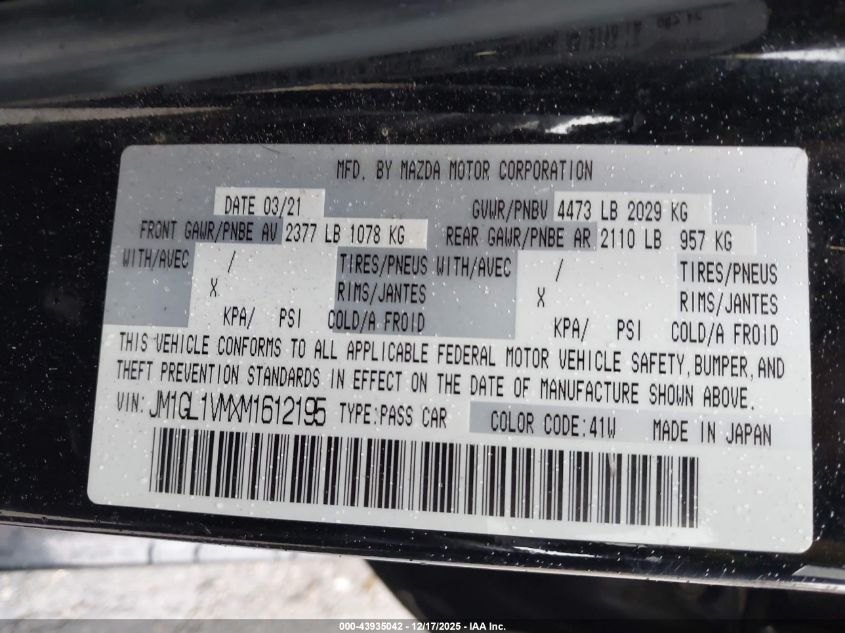 MFD. BY MAZDA MOTOR CORPORATION
DATE 03/21 GVWR/PNBV 4473 LB 2029 KG
FRONT GAWR/PNBE AV 2377 LB 1078 KG REAR GAWR/PNBE AR 2110 LB 957 KG
WITH/AVEC / TIRES/PNEUS WITH/AVEC / TIRES/PNEUS
X RIMS/JANTES X RIMS/JANTES
KPA/ PSI COLD/A FROID KPA/ PSI COLD/A FROID
THIS VEHICLE CONFORMS TO ALL APPLICABLE FEDERAL MOTOR VEHICLE SAFETY, BUMPER, AND
THEFT PREVENTION STANDARDS IN EFFECT ON THE DATE OF MANUFACTURE SHOWN ABOVE.
VIN: JM1GL1VMXM1612195 TYPE: PASS CAR COLOR CODE: 41W MADE IN JAPAN
000-43935042 - 12/17/2025 - IAA Inc.